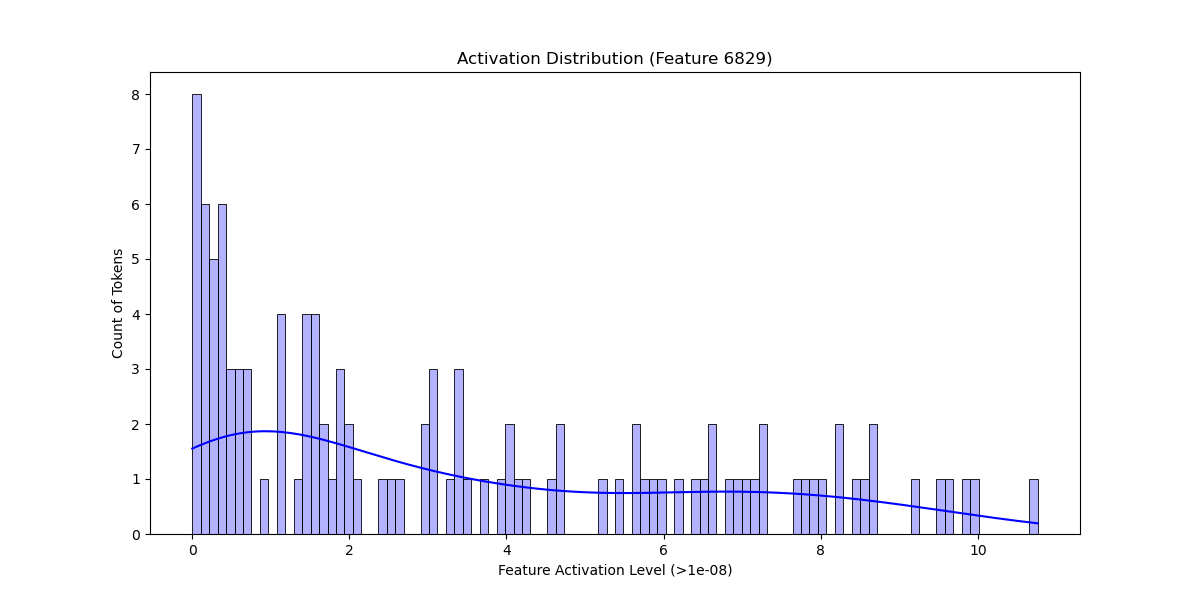 Activation Distribution (Feature 6829)
8
7
6
5
4
3
2
1
0
Count of Tokens
0 2 4 6 8 10
Feature Activation Level (>1e-08)